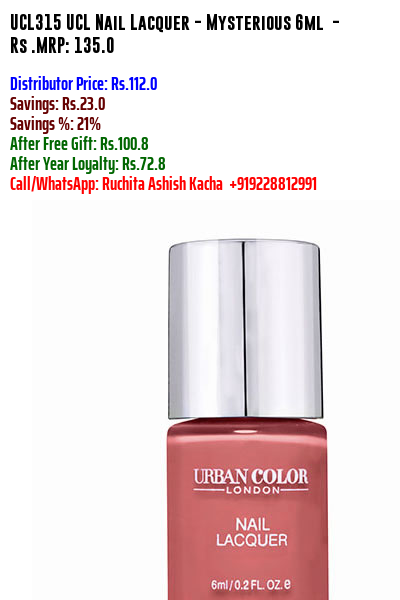 UCL315 UCL Nail Lacquer - Mysterious 6ml -
Rs .MRP: 135.0
Distributor Price: Rs.112.0
Savings: Rs.23.0
Savings %: 21%
After Free Gift: Rs.100.8
After Year Loyalty: Rs.72.8
Call/WhatsApp: Ruchita Ashish Kacha +919228812991
URBAN COLOR
LONDON
NAIL
LACQUER
6ml/0.2 FL. OZ.e